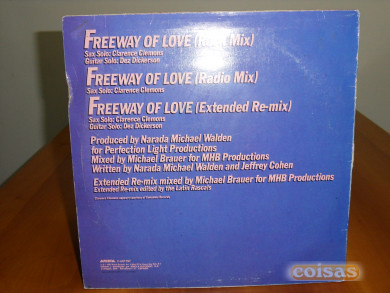 FREEWAY OF LOVE (Rock Mix)
Sax Solo: Clarence Clemons
Guitar Solo: Dez Dickerson
FREEWAY OF LOVE (Radio Mix)
Sax Solo: Clarence Clemons
FREEWAY OF LOVE (Extended Re-mix)
Sax Solo: Clarence Clemons
Guitar Solo: Dez Dickerson
Produced by Narada Michael Walden
for Perfection Light Productions
Mixed by Michael Brauer for MHB Productions
Written by Narada Michael Walden and Jeffrey Cohen
Extended Re-mix mixed by Michael Brauer for MHB Productions
Extended Re-mix edited by the Latin Rascals
ARISTA
coisas